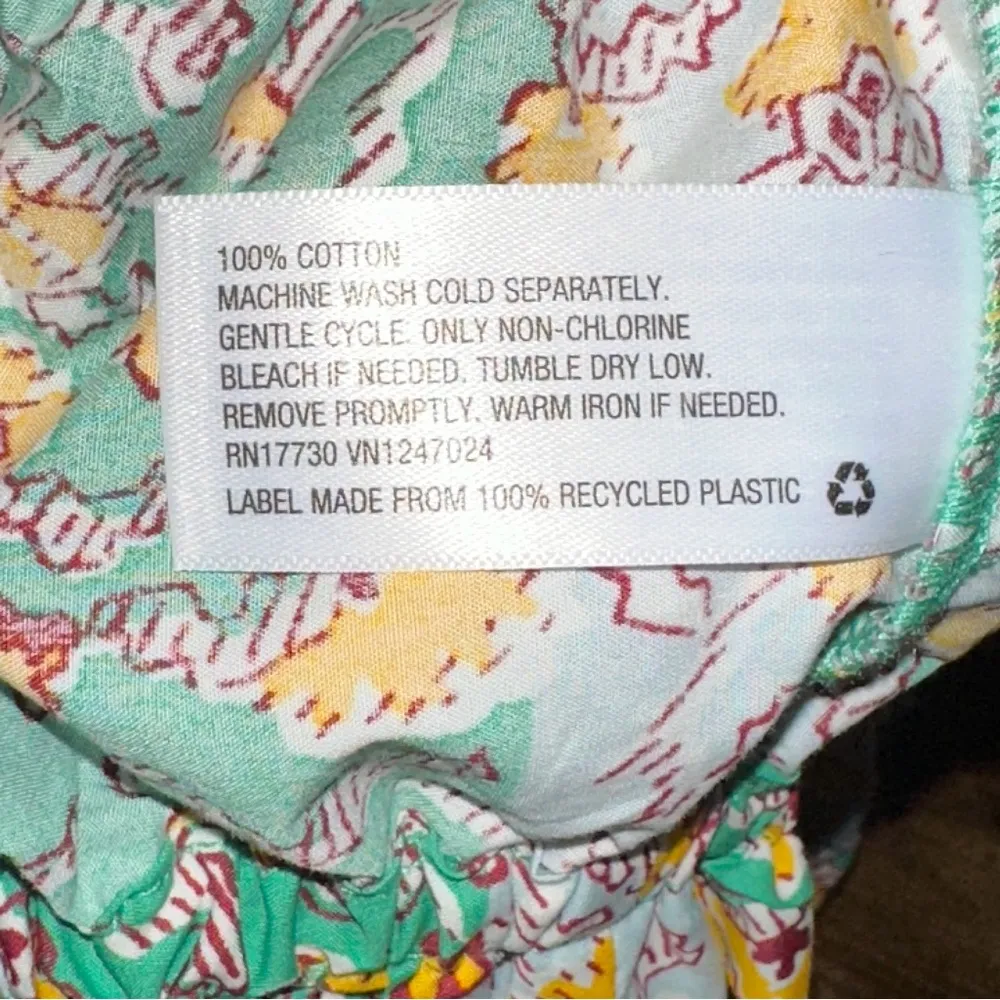 100% COTTON
MACHINE WASH COLD SEPARATELY.
GENTLE CYCLE. ONLY NON-CHLORINE
BLEACH IF NEEDED. TUMBLE DRY LOW.
REMOVE PROMPTLY. WARM IRON IF NEEDED.
RN17730 VN1247024
LABEL MADE FROM 100% RECYCLED PLASTIC